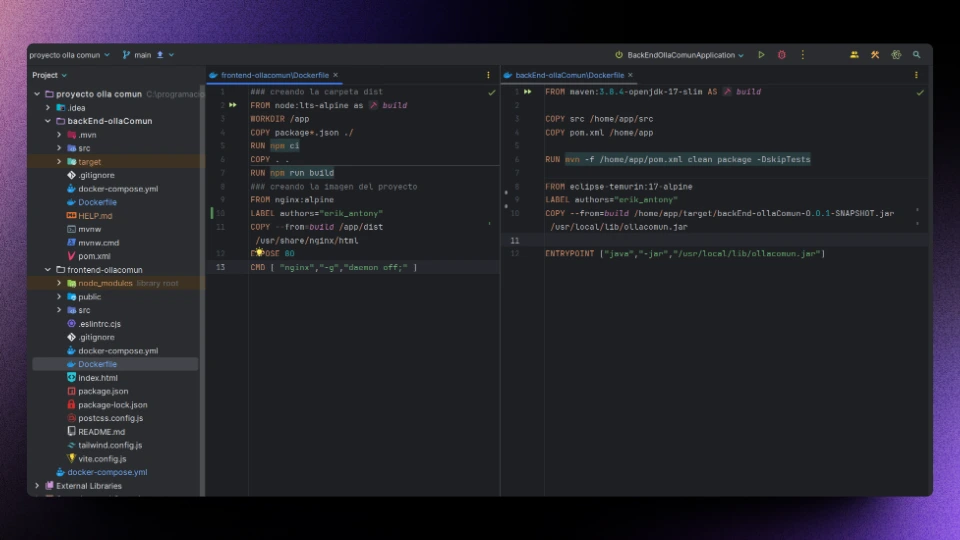 proyecto olla comun
main
BackEndOllaComunApplication
Project
proyecto olla comun C:\programacio
.idea
backEnd-ollaComun
.mvn
src
target
.gitignore
docker-compose.yml
Dockerfile
HELP.md
mvnw
mvnw.cmd
pom.xml
frontend-ollacomun
node_modules library root
public
src
.eslintrc.cjs
.gitignore
docker-compose.yml
Dockerfile
index.html
package.json
package-lock.json
postcss.config.js
README.md
tailwind.config.js
vite.config.js
docker-compose.yml
External Libraries
frontend-ollacomun\Dockerfile
1 ### creando la carpeta dist
2 FROM node:lts-alpine as build
3 WORKDIR /app
4 COPY package*.json ./
5 RUN npm ci
6 COPY . .
7 RUN npm run build
8 ### creando la imagen del proyecto
9 FROM nginx:alpine
10 LABEL authors="erik_antony"
11 COPY --from=build /app/dist
/usr/share/nginx/html
12 EXPOSE 80
13 CMD [ "nginx","-g","daemon off;" ]
backEnd-ollaComun\Dockerfile
1 FROM maven:3.8.4-openjdk-17-slim AS build
2
3 COPY src /home/app/src
4 COPY pom.xml /home/app
5
6 RUN mvn -f /home/app/pom.xml clean package -DskipTests
7
8 FROM eclipse-temurin:17-alpine
9 LABEL authors="erik_antony"
10 COPY --from=build /home/app/target/backEnd-ollaComun-0.0.1-SNAPSHOT.jar
/usr/local/lib/ollacomun.jar
11
12 ENTRYPOINT ["java","-jar","/usr/local/lib/ollacomun.jar"]